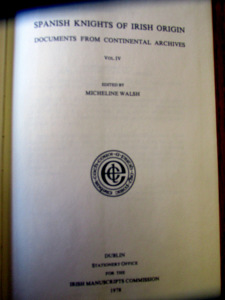 SPANISH KNIGHTS OF IRISH ORIGIN
DOCUMENTS FROM CONTINENTAL ARCHIVES
VOL IV
EDITED BY
MICHELINE WALSH
DUBLIN
STATIONERY OFFICE
FOR THE
IRISH MANUSCRIPTS COMMISSION
1978